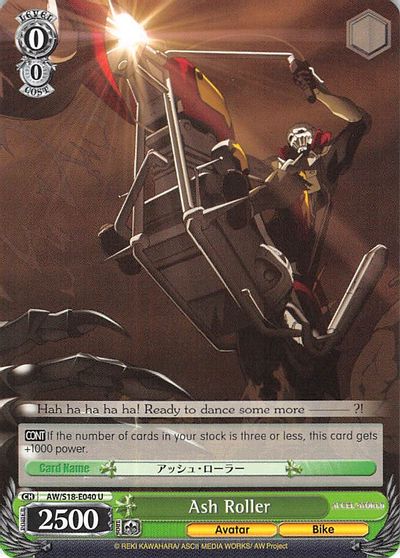 LEVEL
0
0
COST
Hah ha ha ha ha! Ready to dance some more ———?!
CONT If the number of cards in your stock is three or less, this card gets
+1000 power.
Card Name
アッシュ・ローラー
CH AW/S18-E040 U
POWER
2500
SOUL
Ash Roller
ACCEL WORLD
Avatar
Bike
© REKI KAWAHARA/ ASCII MEDIA WORKS/ AW Project